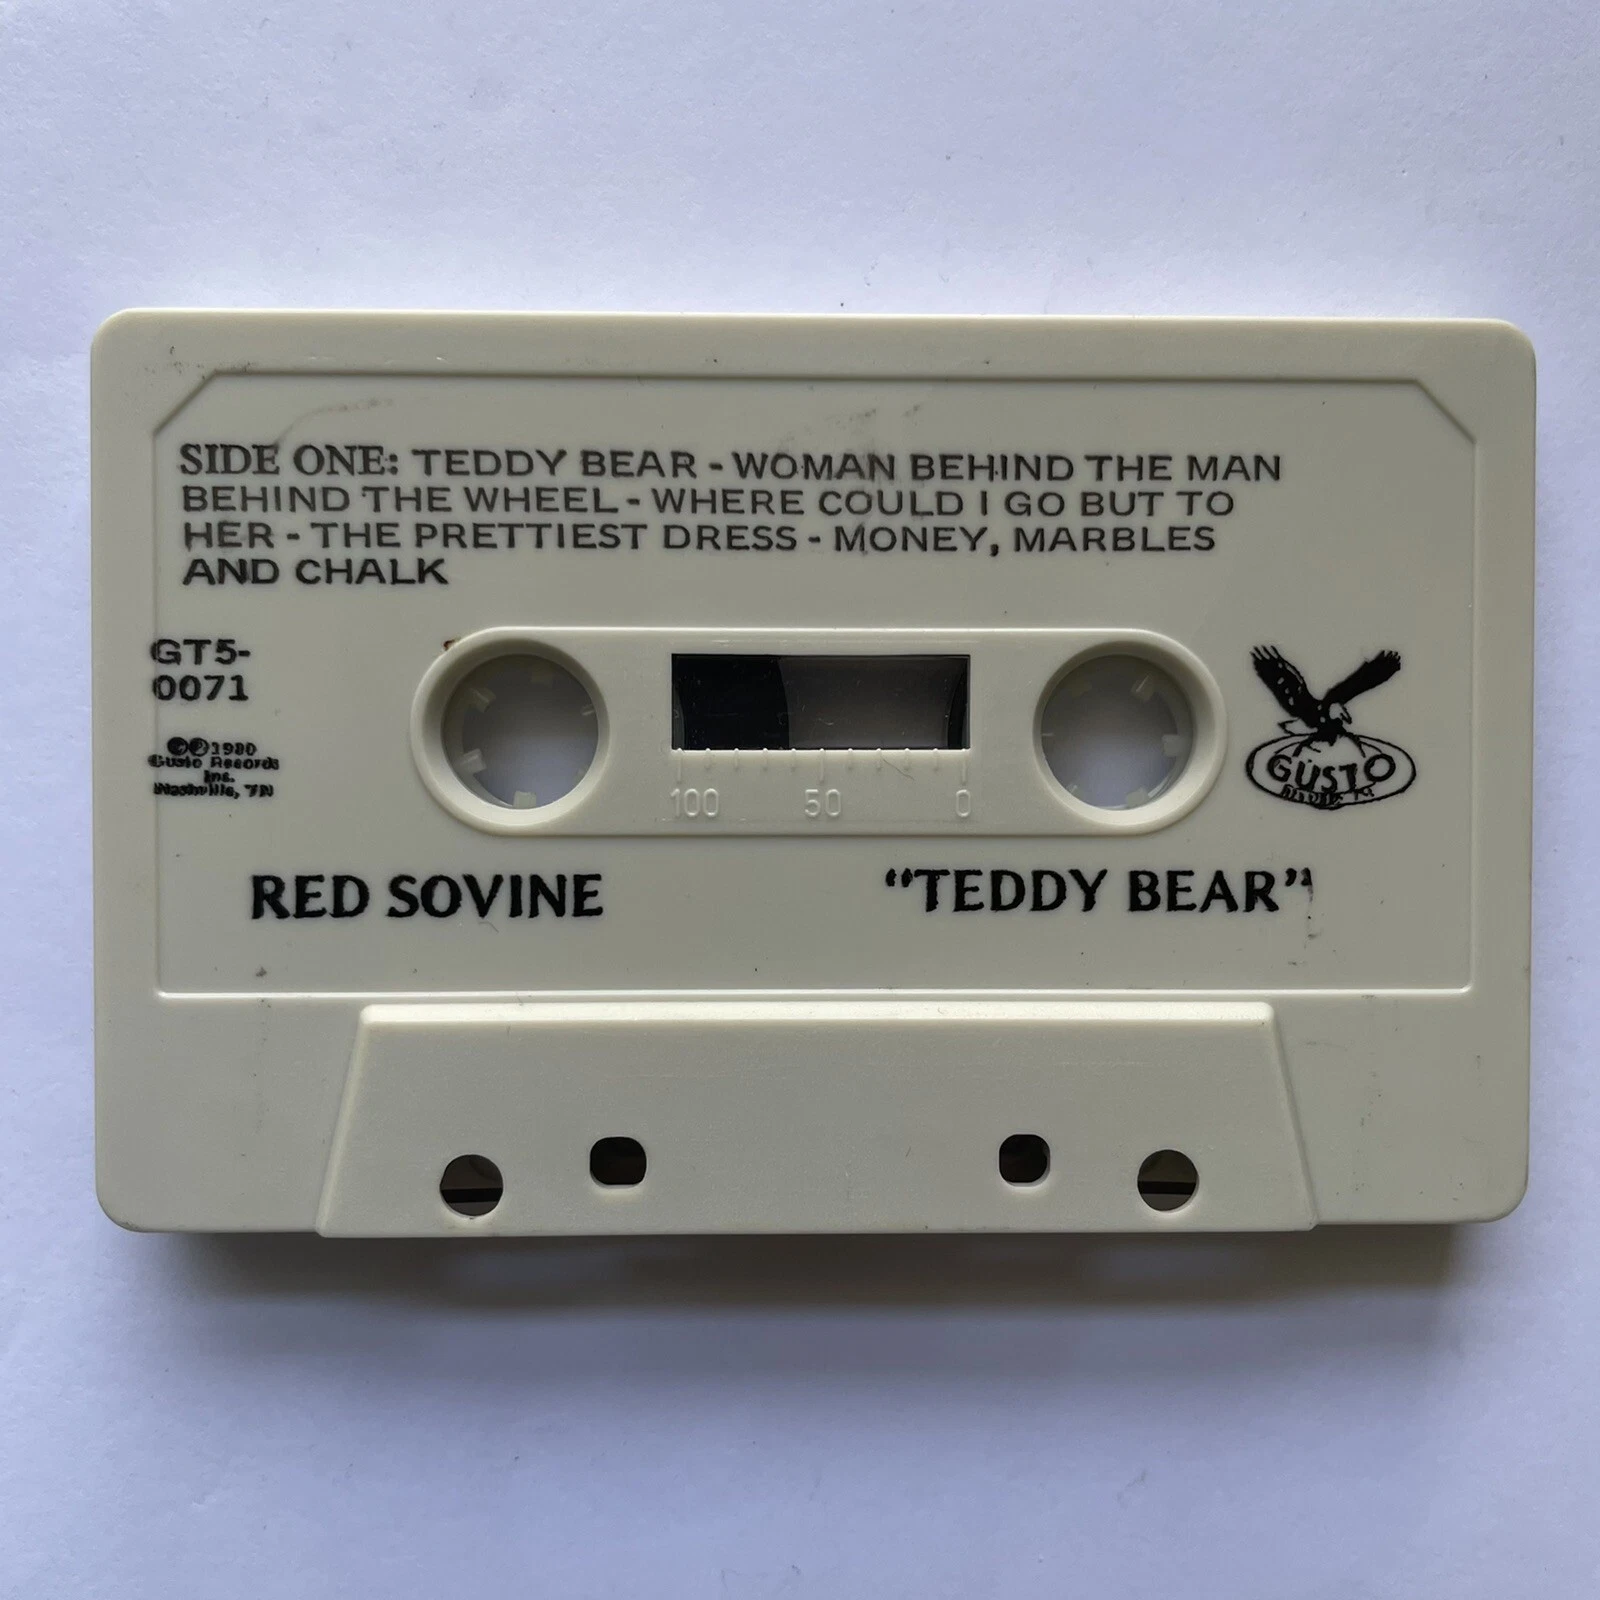 SIDE ONE: TEDDY BEAR - WOMAN BEHIND THE MAN
BEHIND THE WHEEL - WHERE COULD I GO BUT TO
HER - THE PRETTIEST DRESS - MONEY, MARBLES
AND CHALK
GT5-
0071
©℗1980
Gusto Records
Inc.
Nashville, TN
100 50 0
GUSTO
RED SOVINE
“TEDDY BEAR”